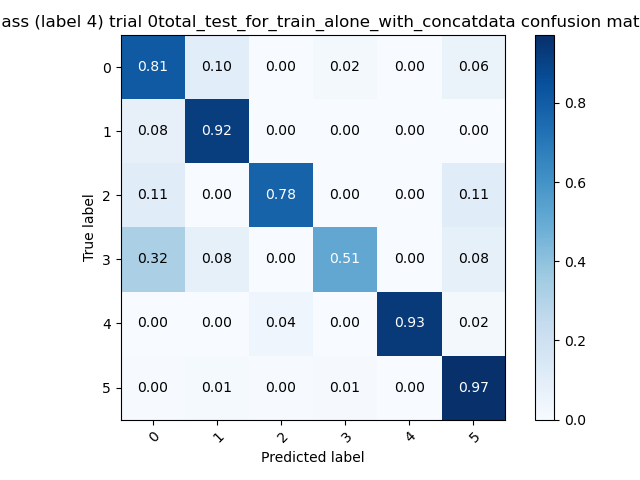 ass (label 4) trial 0total_test_for_train_alone_with_concatdata confusion mat
True label
0 0.81 0.10 0.00 0.02 0.00 0.06
1 0.08 0.92 0.00 0.00 0.00 0.00
2 0.11 0.00 0.78 0.00 0.00 0.11
3 0.32 0.08 0.00 0.51 0.00 0.08
4 0.00 0.00 0.04 0.00 0.93 0.02
5 0.00 0.01 0.00 0.01 0.00 0.97
0 1 2 3 4 5
Predicted label
0.8
0.6
0.4
0.2
0.0